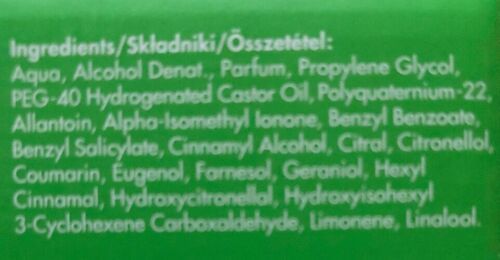 Ingredients/Składniki/Összetétel:
Aqua, Alcohol Denat., Parfum, Propylene Glycol,
PEG-40 Hydrogenated Castor Oil, Polyquaternium-22,
Allantoin, Alpha-Isomethyl Ionone, Benzyl Benzoate,
Benzyl Salicylate, Cinnamyl Alcohol, Citral, Citronellol,
Coumarin, Eugenol, Farnesol, Geraniol, Hexyl
Cinnamal, Hydroxycitronellal, Hydroxyisohexyl
3-Cyclohexene Carboxaldehyde, Limonene, Linalool.